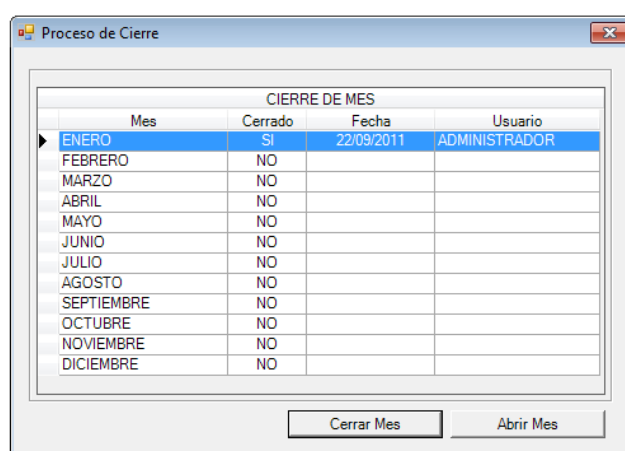 Proceso de Cierre
CIERRE DE MES
Mes Cerrado Fecha Usuario
ENERO SI 22/09/2011 ADMINISTRADOR
FEBRERO NO
MARZO NO
ABRIL NO
MAYO NO
JUNIO NO
JULIO NO
AGOSTO NO
SEPTIEMBRE NO
OCTUBRE NO
NOVIEMBRE NO
DICIEMBRE NO
Cerrar Mes Abrir Mes